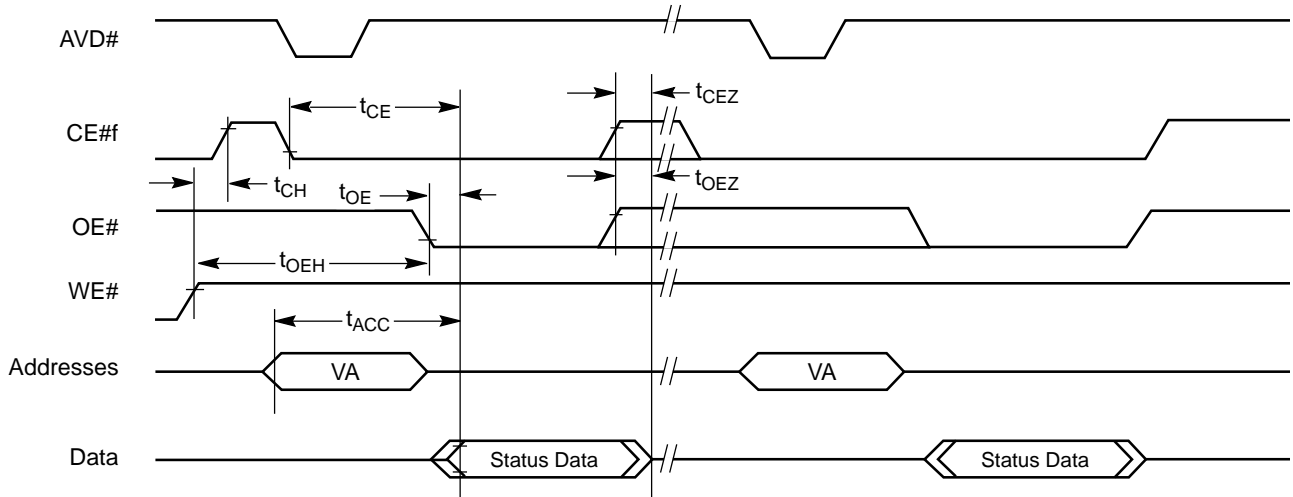 AVD#
tCEZ
tCE
CE#f
tCH
tOE
tOEZ
OE#
tOEH
WE#
tACC
Addresses
VA
VA
Data
Status Data
Status Data